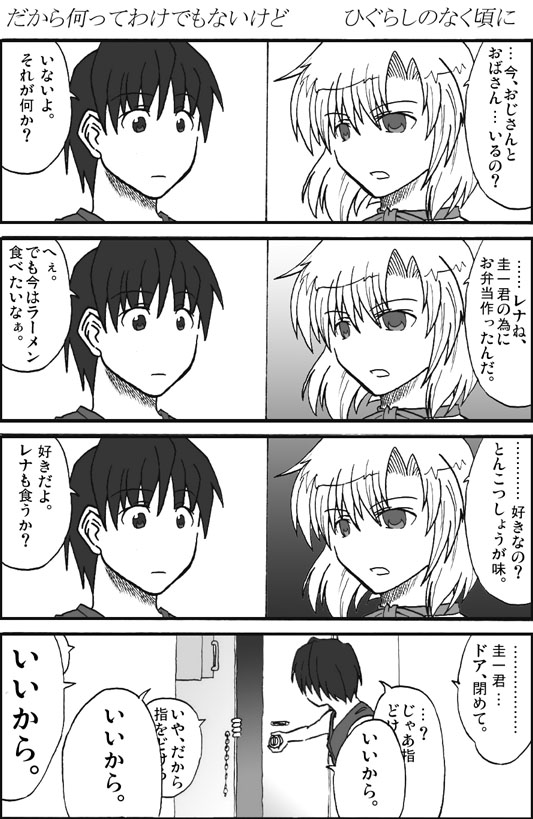 ひぐらしのなく頃に
だから何ってわけでもないけど
…今、おじさんと
おばさん…いるの？
いないよ。
それが何か？
……レナね、
圭一君の為に
お弁当作ったんだ。
へぇ。
でも今はラーメン
食べたいなぁ。
…………好きなの？
とんこつしょうが味。
好きだよ。
レナも食うか？
……………
圭一君…
ドア、閉めて。
…？
じゃあ指
どけ
いいから。
いや、だから
指をどけろ
いいから。
いいから。